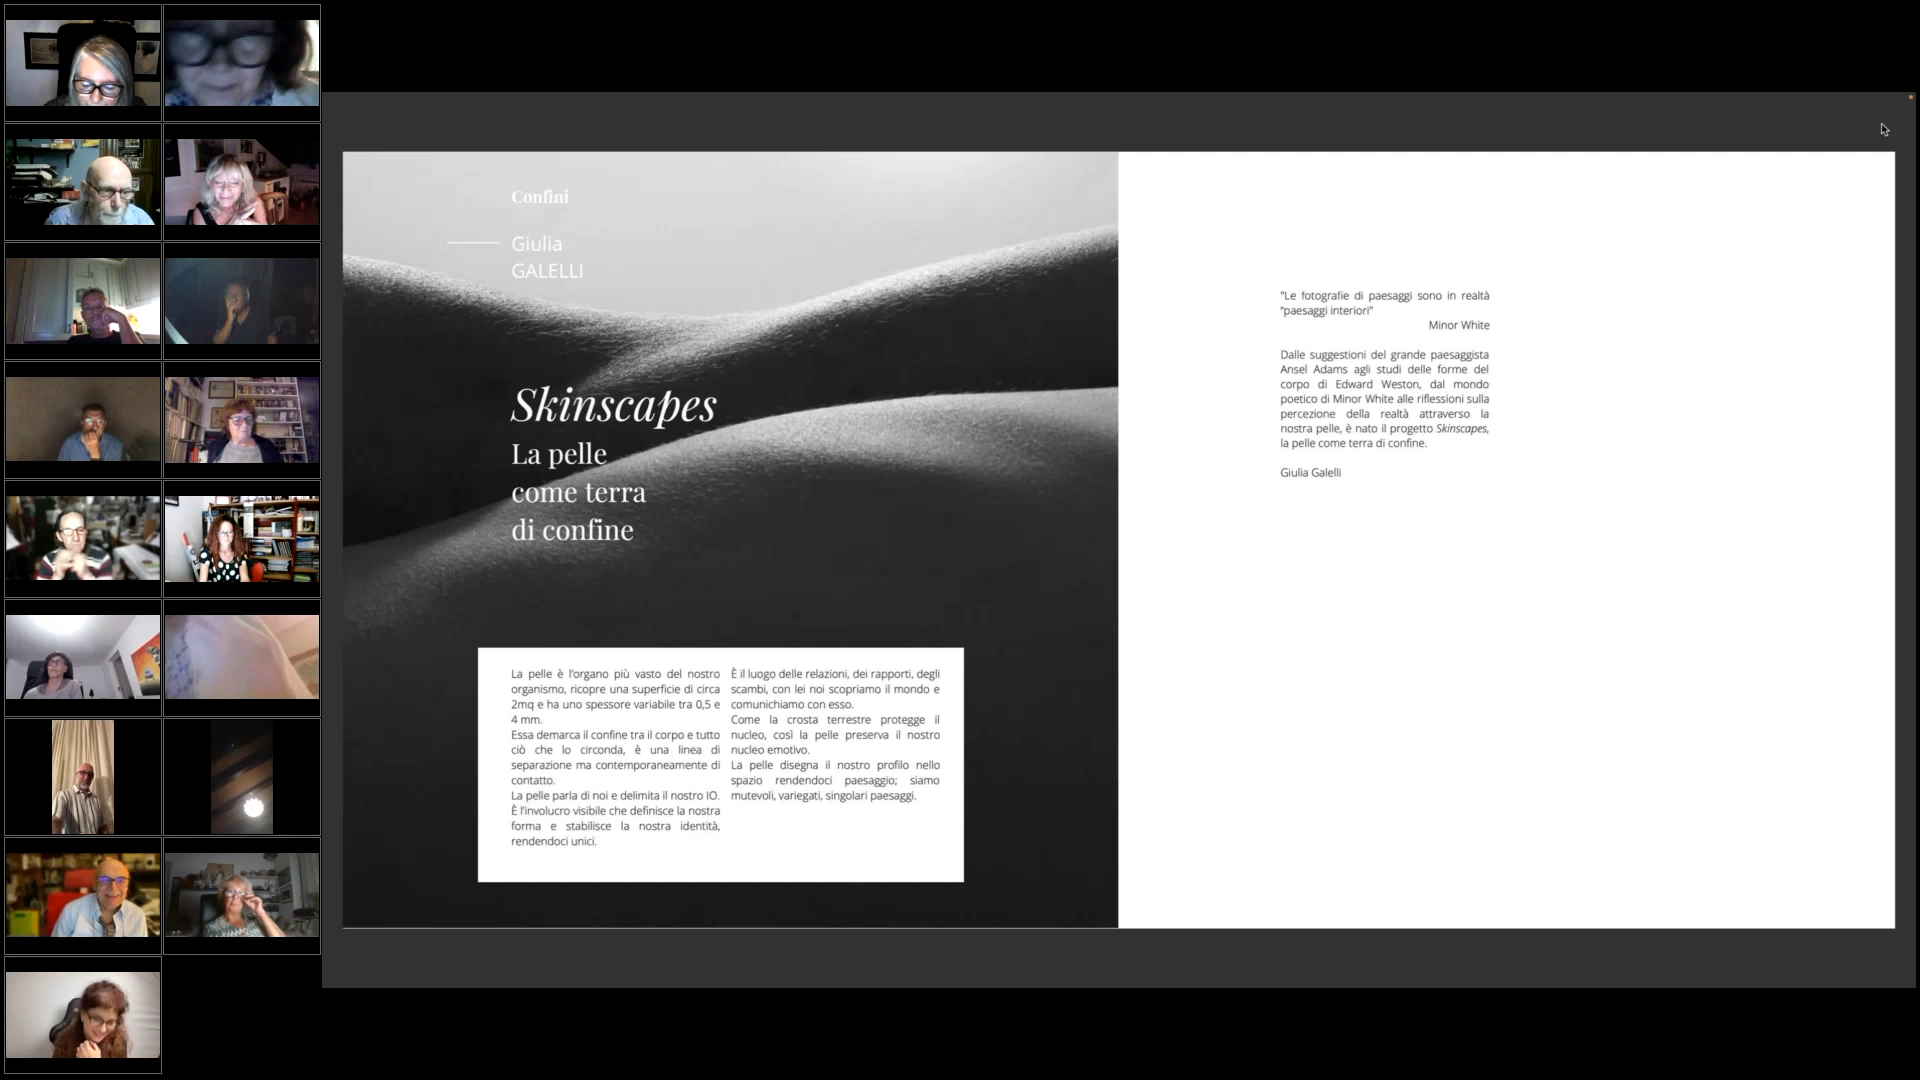 Confini
Giulia
GALELLI
Skinscapes
La pelle
come terra
di confine
La pelle è l'organo più vasto del nostro
organismo, ricopre una superficie di circa
2mq e ha uno spessore variabile tra 0,5 e
4 mm.
Essa demarca il confine tra il corpo e tutto
ciò che lo circonda, è una linea di
separazione ma contemporaneamente di
contatto.
La pelle parla di noi e delimita il nostro IO.
È l'involucro visibile che definisce la nostra
forma e stabilisce la nostra identità,
rendendoci unici.
È il luogo delle relazioni, dei rapporti, degli
scambi, con lei noi scopriamo il mondo e
comunichiamo con esso.
Come la crosta terrestre protegge il
nucleo, così la pelle preserva il nostro
nucleo emotivo.
La pelle disegna il nostro profilo nello
spazio rendendoci paesaggio; siamo
mutevoli, variegati, singolari paesaggi.
"Le fotografie di paesaggi sono in realtà
"paesaggi interiori"
Minor White
Dalle suggestioni del grande paesaggista
Ansel Adams agli studi delle forme del
corpo di Edward Weston, dal mondo
poetico di Minor White alle riflessioni sulla
percezione della realtà attraverso la
nostra pelle, è nato il progetto Skinscapes,
la pelle come terra di confine.
Giulia Galelli